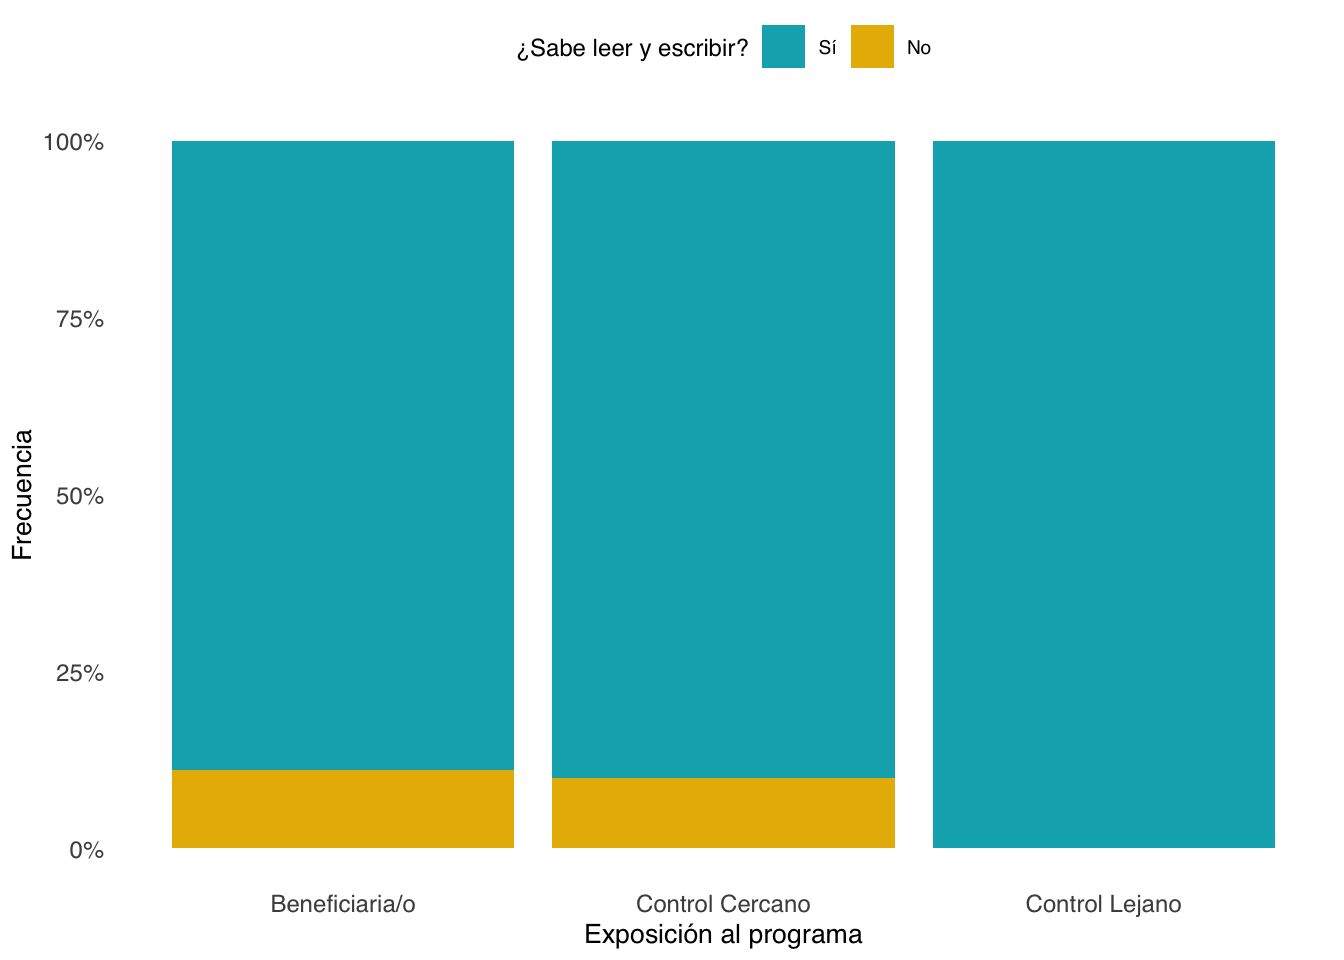 ¿Sabe leer y escribir? Sí No
100%
75%
50%
25%
0%
Frecuencia
Beneficiaria/o Control Cercano Control Lejano
Exposición al programa